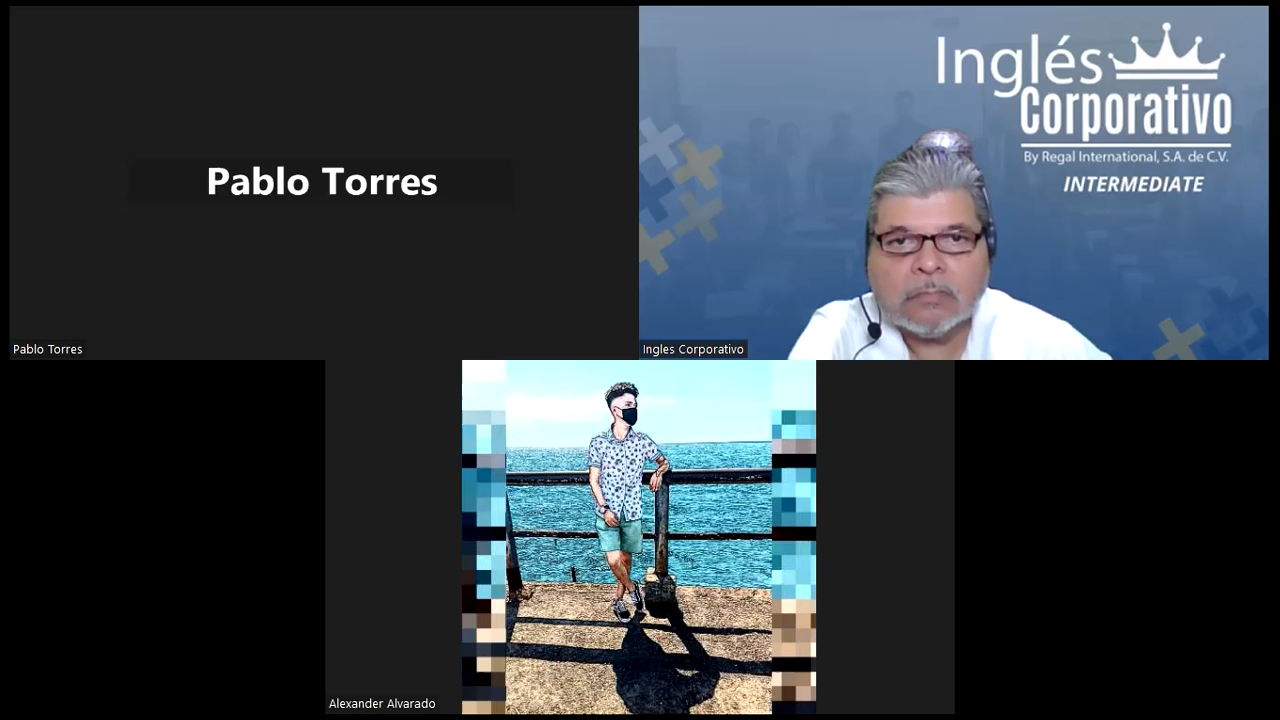 Pablo Torres
Pablo Torres
Inglés
Corporativo
By Regal International, S.A. de C.V.
INTERMEDIATE
Ingles Corporativo
Alexander Alvarado